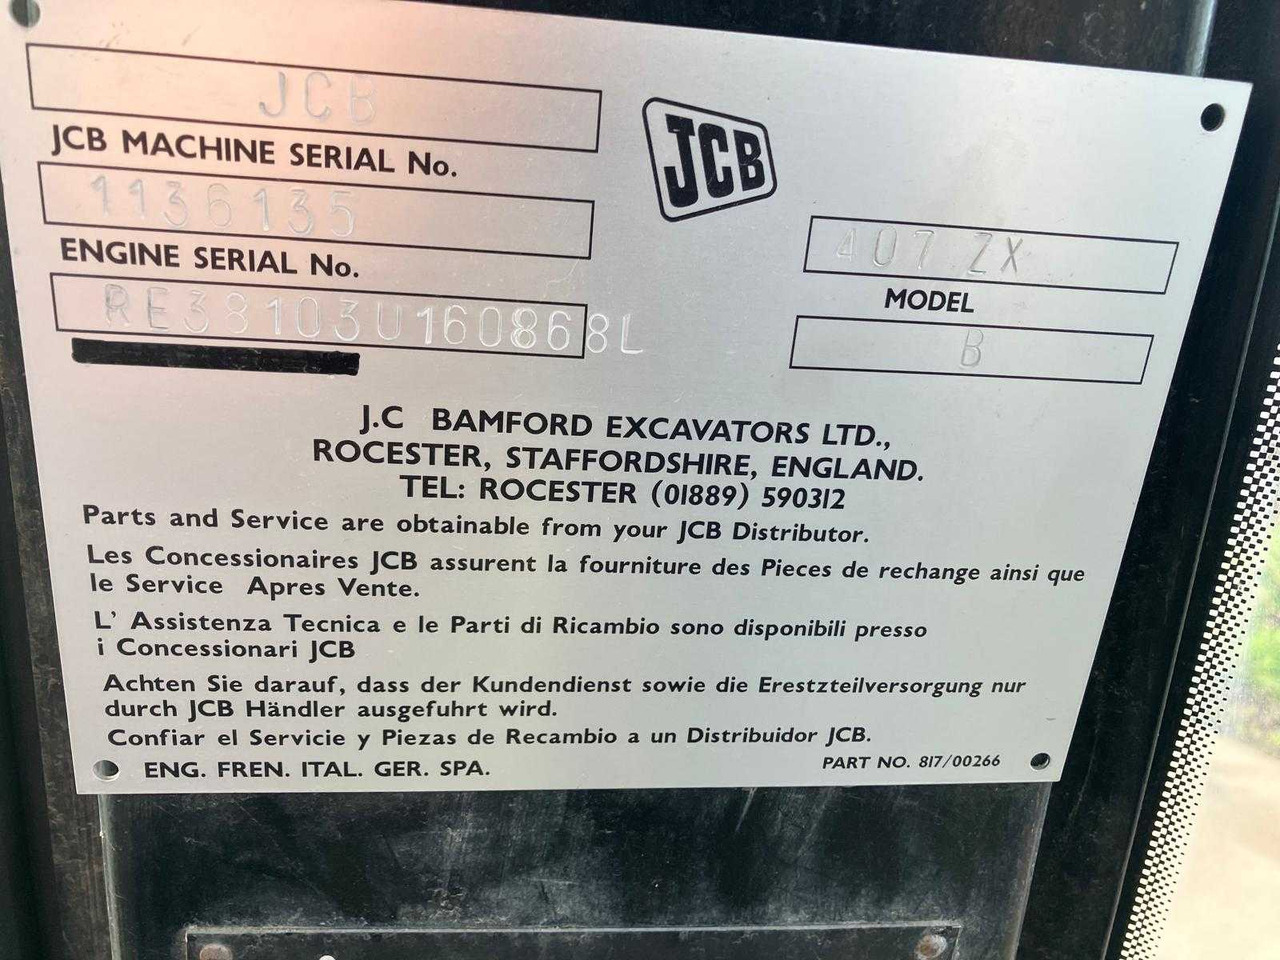 JCB
JCB MACHINE SERIAL No.
1136135
ENGINE SERIAL No.
RE38103U160868L
JCB
407 ZX
MODEL
B
J.C BAMFORD EXCAVATORS LTD.,
ROCESTER, STAFFORDSHIRE, ENGLAND.
TEL: ROCESTER (01889) 590312
Parts and Service are obtainable from your JCB Distributor.
Les Concessionaires JCB assurent la fourniture des Pieces de rechange ainsi que
le Service Apres Vente.
L' Assistenza Tecnica e le Parti di Ricambio sono disponibili presso
i Concessionari JCB
Achten Sie darauf, dass der Kundendienst sowie die Erestzteilversorgung nur
durch JCB Händler ausgefuhrt wird.
Confiar el Servicie y Piezas de Recambio a un Distribuidor JCB.
ENG. FREN. ITAL. GER. SPA.
PART NO. 817/00266